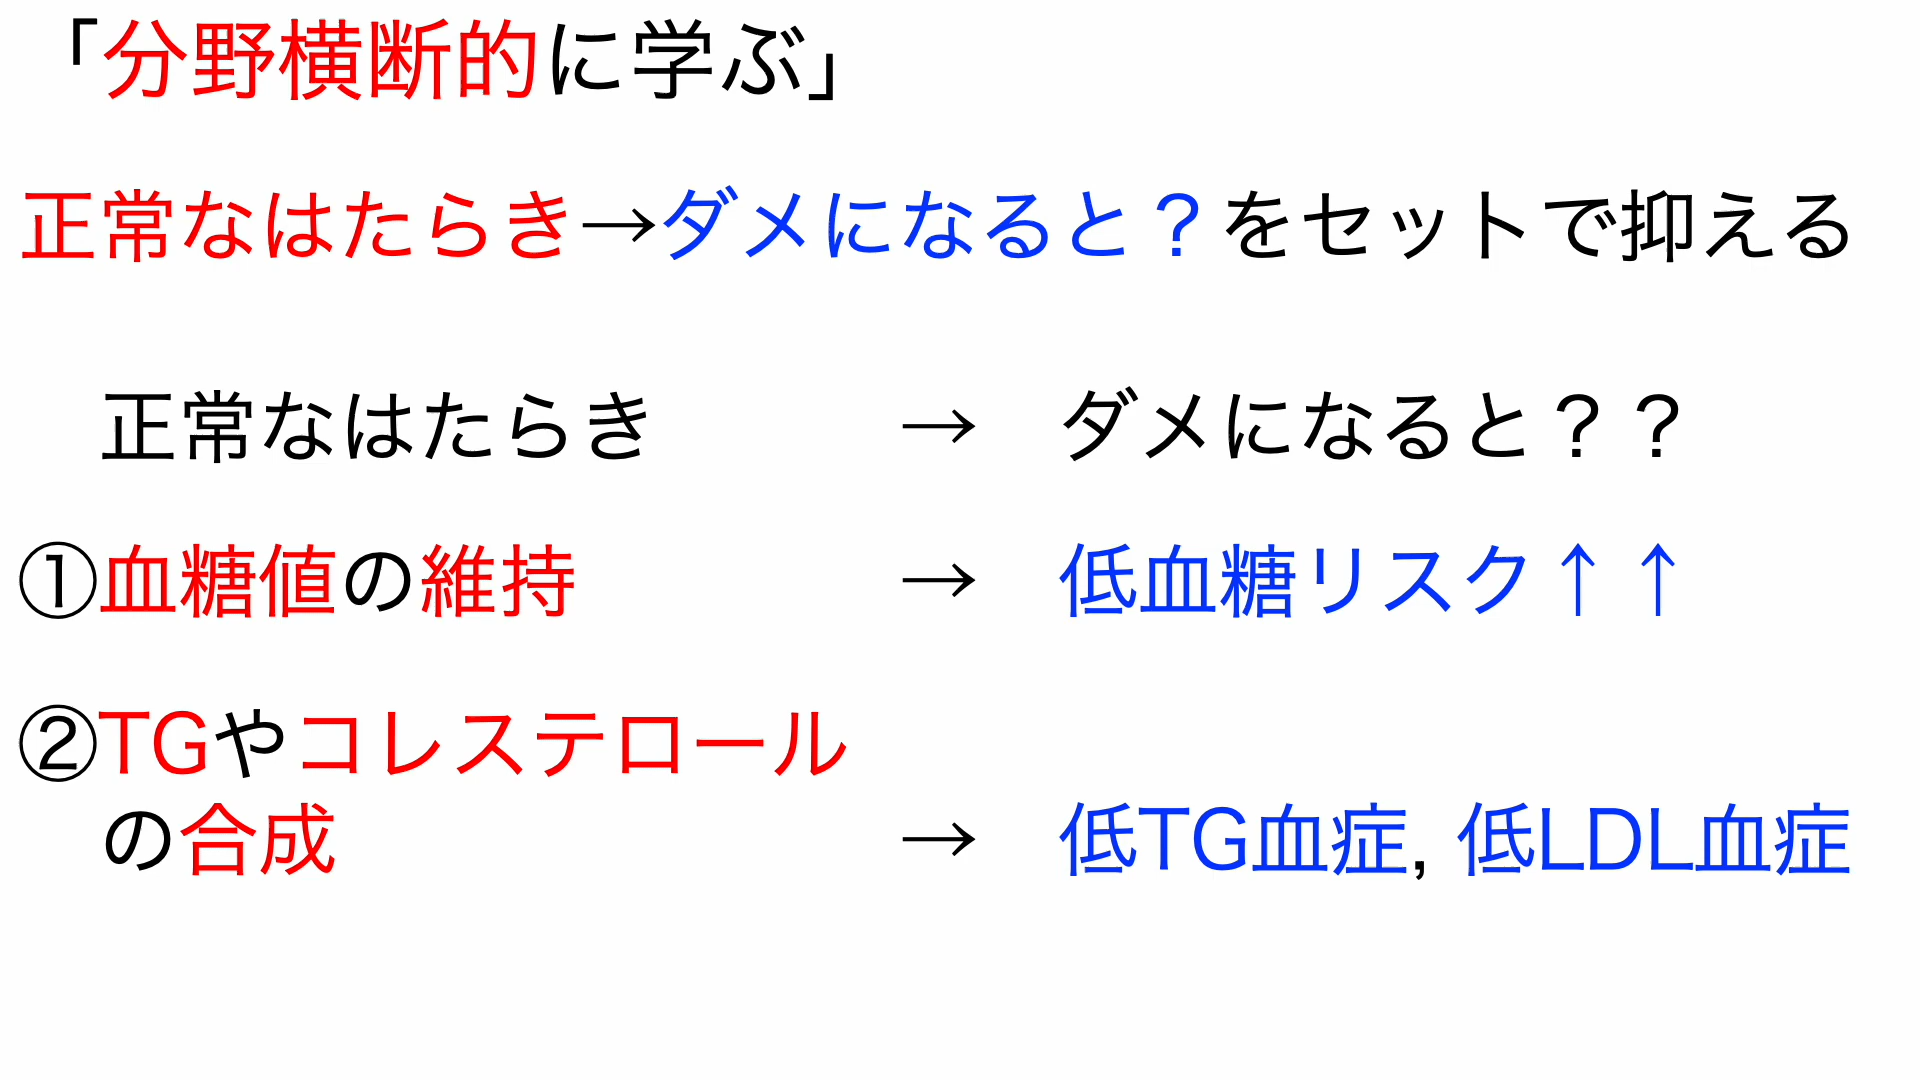 「分野横断的に学ぶ」
正常なはたらき→ダメになると？をセットで抑える
正常なはたらき → ダメになると？？
①血糖値の維持 → 低血糖リスク↑↑
②TGやコレステロール
の合成 → 低TG血症, 低LDL血症